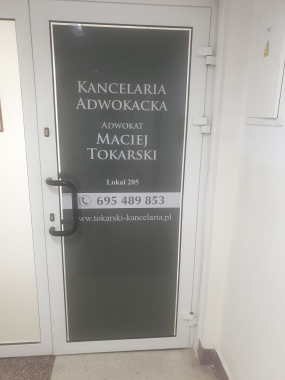 KANCELARIA
ADWOKACKA
ADWOKAT
MACIEJ
TOKARSKI
Lokal 205
695 489 853
www.tokarski-kancelaria.pl